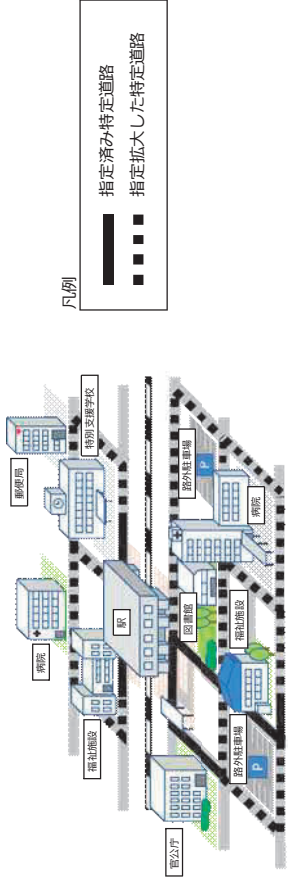 凡例
指定済み特定道路
指定拡大した特定道路
郵便局
特別支援学校
病院
福祉施設
駅
路外駐車場
P
病院
図書館
福祉施設
官公庁
路外駐車場
P